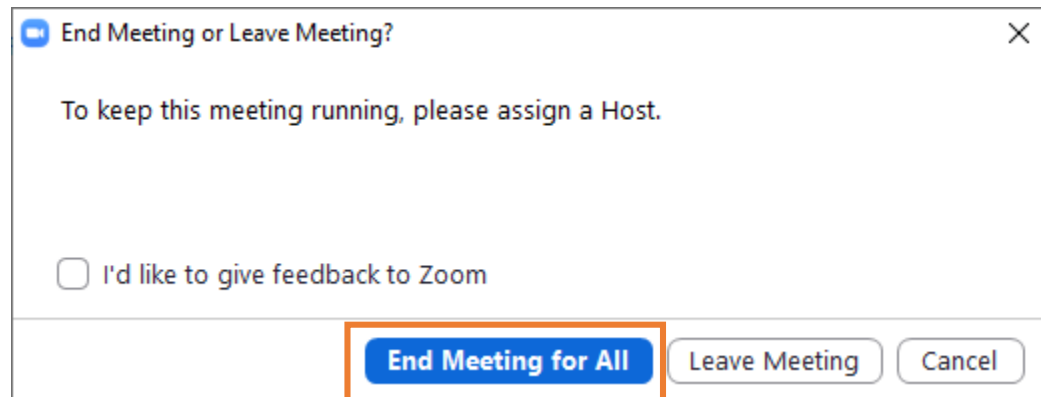 End Meeting or Leave Meeting?
To keep this meeting running, please assign a Host.
I'd like to give feedback to Zoom
End Meeting for All Leave Meeting Cancel